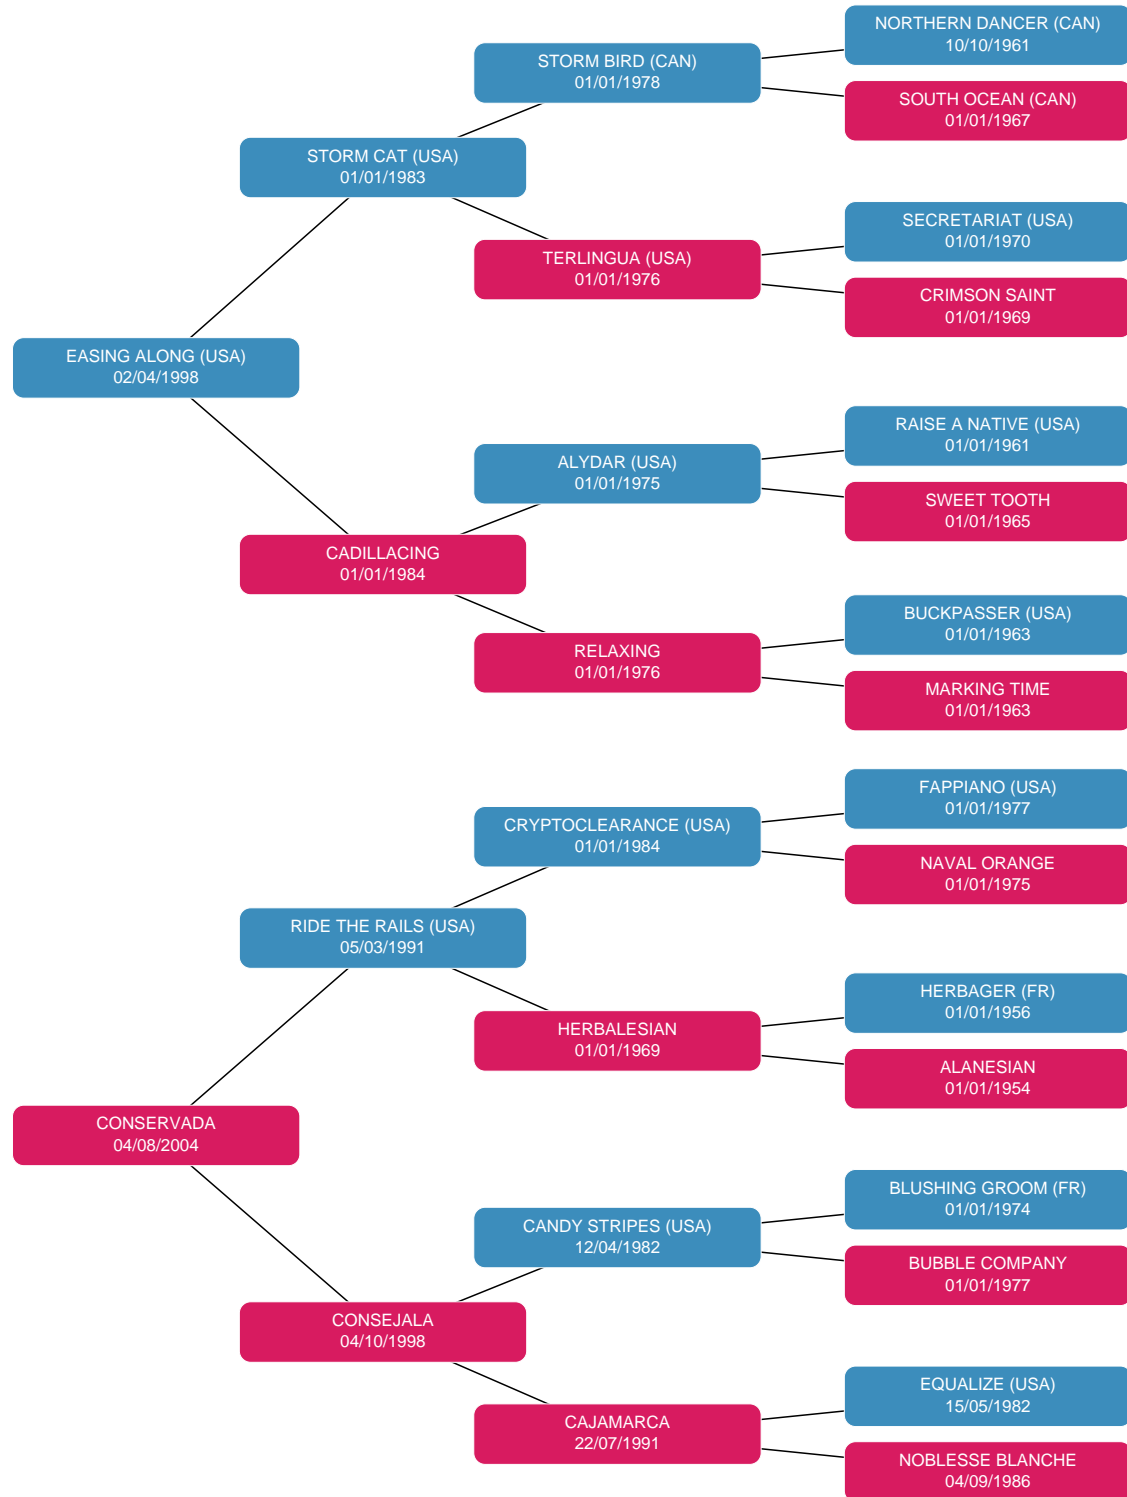 NORTHERN DANCER (CAN)
10/10/1961
STORM BIRD (CAN)
01/01/1978
SOUTH OCEAN (CAN)
01/01/1967
STORM CAT (USA)
01/01/1983
SECRETARIAT (USA)
01/01/1970
TERLINGUA (USA)
01/01/1976
CRIMSON SAINT
01/01/1969
EASING ALONG (USA)
02/04/1998
RAISE A NATIVE (USA)
01/01/1961
ALYDAR (USA)
01/01/1975
SWEET TOOTH
01/01/1965
CADILLACING
01/01/1984
BUCKPASSER (USA)
01/01/1963
RELAXING
01/01/1976
MARKING TIME
01/01/1963
FAPPIANO (USA)
01/01/1977
CRYPTOCLEARANCE (USA)
01/01/1984
NAVAL ORANGE
01/01/1975
RIDE THE RAILS (USA)
05/03/1991
HERBAGER (FR)
01/01/1956
HERBALESIAN
01/01/1969
ALANESIAN
01/01/1954
CONSERVADA
04/08/2004
BLUSHING GROOM (FR)
01/01/1974
CANDY STRIPES (USA)
12/04/1982
BUBBLE COMPANY
01/01/1977
CONSEJALA
04/10/1998
EQUALIZE (USA)
15/05/1982
CAJAMARCA
22/07/1991
NOBLESSE BLANCHE
04/09/1986